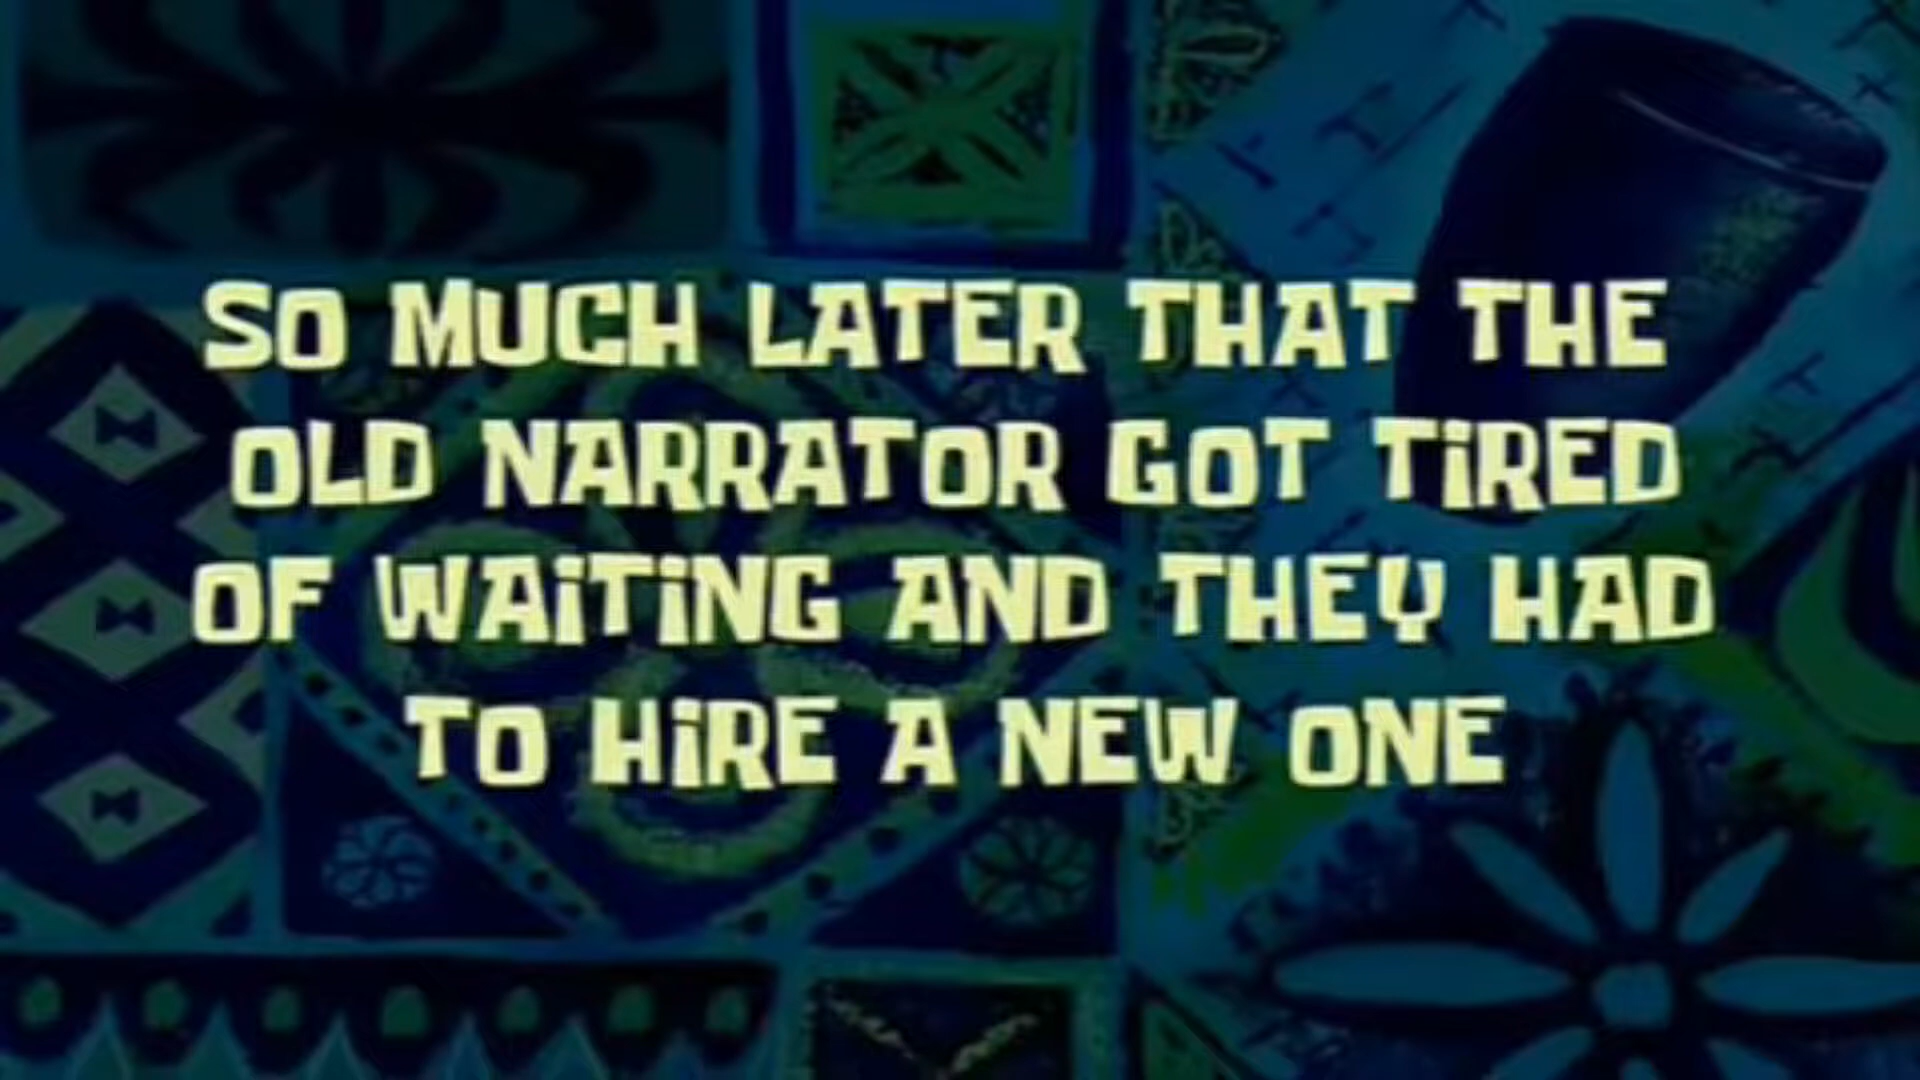 SO MUCH LATER THAT THE
OLD NARRATOR GOT TiRED
OF WAiTiNG AND THEY HAD
TO HiRE A NEW ONE